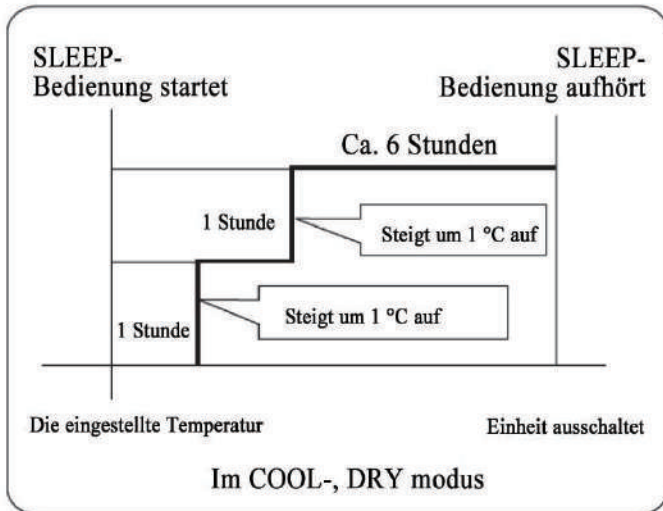 SLEEP-
Bedienung startet
SLEEP-
Bedienung aufhört
Ca. 6 Stunden
1 Stunde
Steigt um 1 °C auf
1 Stunde
Steigt um 1 °C auf
Die eingestellte Temperatur
Einheit ausschaltet
Im COOL-, DRY modus